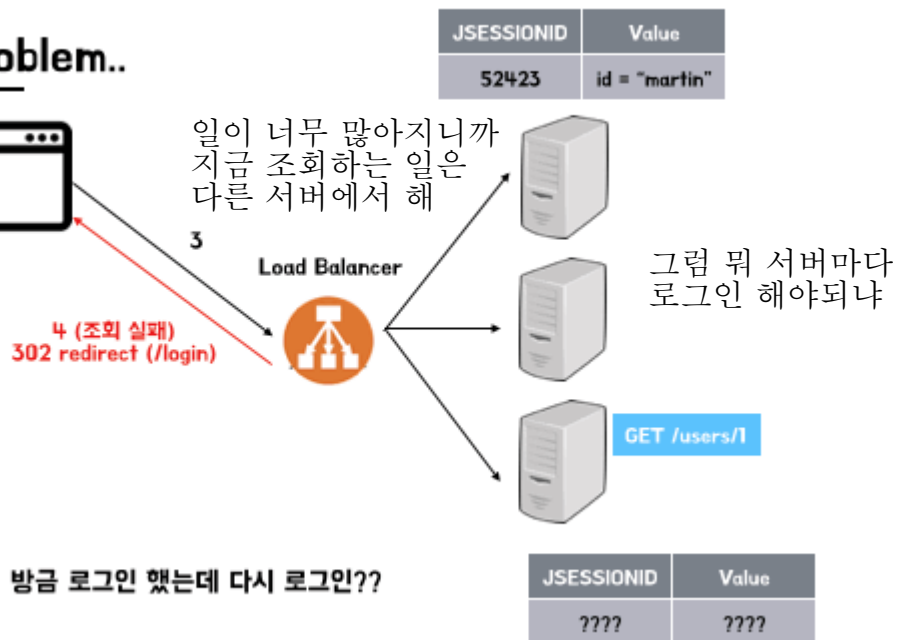 oblem..
JSESSIONID Value
52423 id = "martin"
일이 너무 많아지니까
지금 조회하는 일은
다른 서버에서 해
3
Load Balancer
그럼 뭐 서버마다
로그인 해야되냐
4 (조회 실패)
302 redirect (/login)
GET /users/1
방금 로그인 했는데 다시 로그인??
JSESSIONID Value
???? ????